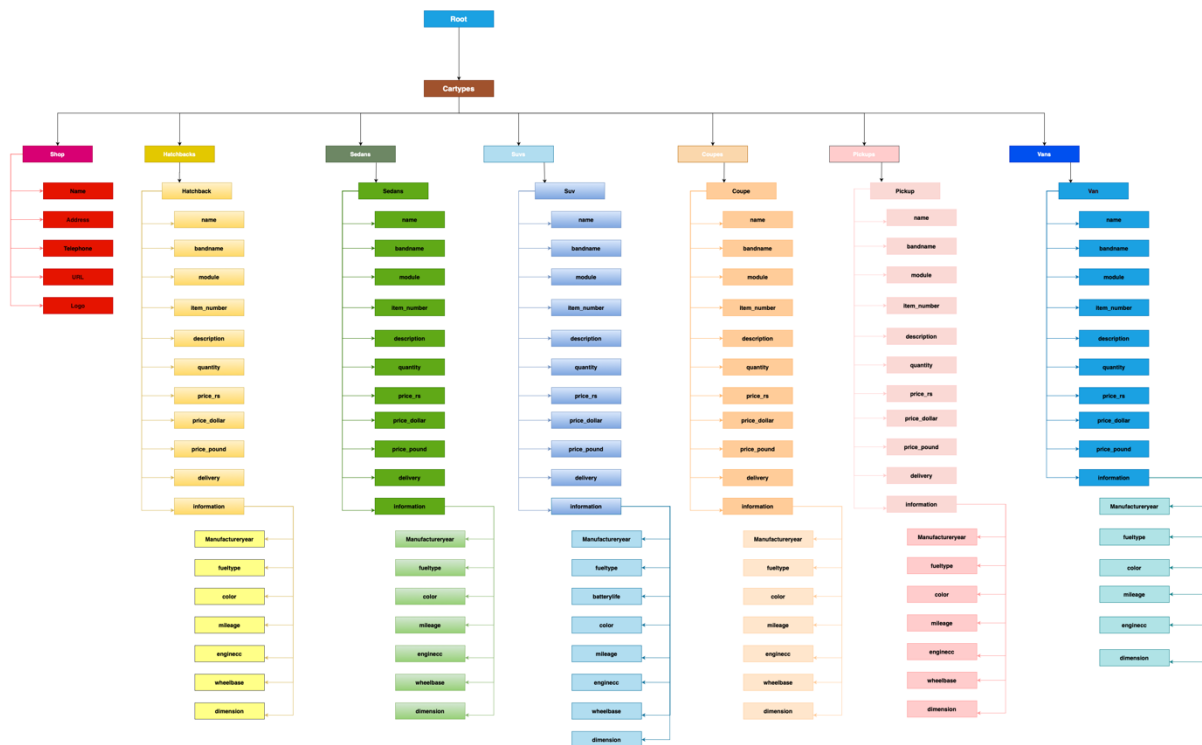 Root
Cartypes
Shop
Name
Address
Telephone
URL
Logo
Hatchbacks
Hatchback
name
bandname
module
item_number
description
quantity
price_rs
price_dollar
price_pound
delivery
information
Manufactureryear
fueltype
color
mileage
enginecc
wheelbase
dimension
Sedans
Sedans
name
bandname
module
item_number
description
quantity
price_rs
price_dollar
price_pound
delivery
information
Manufactureryear
fueltype
color
mileage
enginecc
wheelbase
dimension
Suvs
Suv
name
bandname
module
item_number
description
quantity
price_rs
price_dollar
price_pound
delivery
information
Manufactureryear
fueltype
batterylife
color
mileage
enginecc
wheelbase
dimension
Coupes
Coupe
name
bandname
module
item_number
description
quantity
price_rs
price_dollar
price_pound
delivery
information
Manufactureryear
fueltype
color
mileage
enginecc
wheelbase
dimension
Pickups
Pickup
name
bandname
module
item_number
description
quantity
price_rs
price_dollar
price_pound
delivery
information
Manufactureryear
fueltype
color
mileage
enginecc
wheelbase
dimension
Vans
Van
name
bandname
module
item_number
description
quantity
price_rs
price_dollar
price_pound
information
Manufactureryear
fueltype
color
mileage
enginecc
dimension